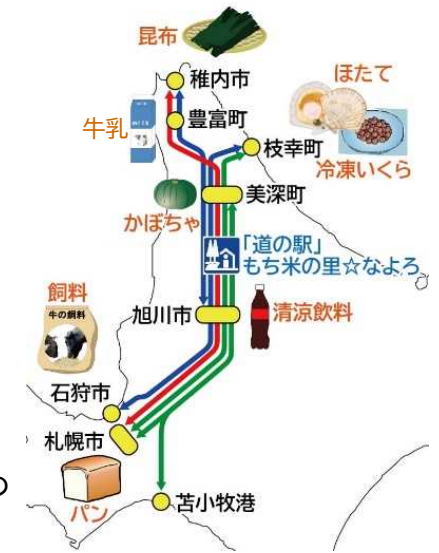 昆布
稚内市
ほたて
牛乳
豊富町
枝幸町
冷凍いくら
美深町
かぼちゃ
「道の駅」
もち米の里☆なよろ
飼料
牛の飼料
旭川市
清涼飲料
石狩市
札幌市
パン
苫小牧港